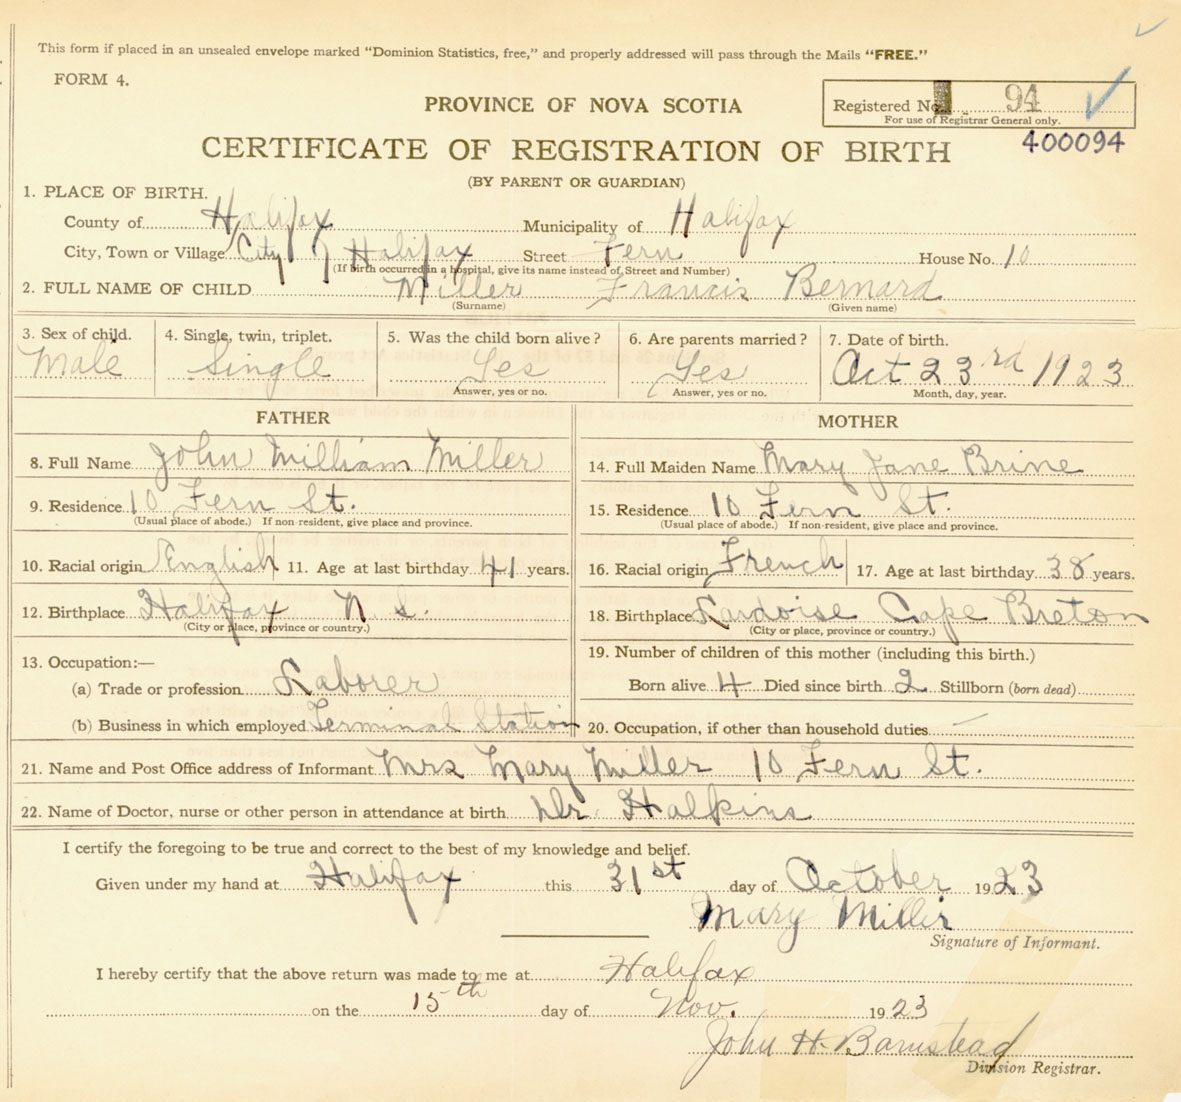 This form if placed in an unsealed envelope marked “Dominion Statistics, free,” and properly addressed will pass through the Mails “FREE.”
FORM 4.
PROVINCE OF NOVA SCOTIA
Registered No. 94
For use of Registrar General only.
CERTIFICATE OF REGISTRATION OF BIRTH
400094
(BY PARENT OR GUARDIAN)
1. PLACE OF BIRTH.
County of Halifax Municipality of Halifax
City, Town or Village City of Halifax Street Fern House No. 10
(If birth occurred in a hospital, give its name instead of Street and Number)
2. FULL NAME OF CHILD Miller Francis Bernard
(Surname) (Given name)
3. Sex of child. 4. Single, twin, triplet. 5. Was the child born alive? 6. Are parents married? 7. Date of birth.
Male Single Yes Yes Oct 23rd 1923
Answer, yes or no. Answer, yes or no. Month, day, year.
FATHER MOTHER
8. Full Name John William Miller 14. Full Maiden Name Mary Jane Brine
9. Residence 10 Fern St. 15. Residence 10 Fern St.
(Usual place of abode.) If non-resident, give place and province. (Usual place of abode.) If non-resident, give place and province.
10. Racial origin English 11. Age at last birthday 41 years. 16. Racial origin French 17. Age at last birthday 38 years.
12. Birthplace Halifax N.S. 18. Birthplace Lardoise Cape Breton
(City or place, province or country.) (City or place, province or country.)
13. Occupation:— 19. Number of children of this mother (including this birth.)
(a) Trade or profession Laborer Born alive 4 Died since birth 2 Stillborn (born dead)
(b) Business in which employed Terminal Station 20. Occupation, if other than household duties
21. Name and Post Office address of Informant Mrs Mary Miller 10 Fern St.
22. Name of Doctor, nurse or other person in attendance at birth Dr. Halpkins
I certify the foregoing to be true and correct to the best of my knowledge and belief.
Given under my hand at Halifax this 31st day of October 1923
Mary Miller
Signature of Informant.
I hereby certify that the above return was made to me at Halifax
on the 15th day of Nov. 1923
John H. Barnstead
Division Registrar.